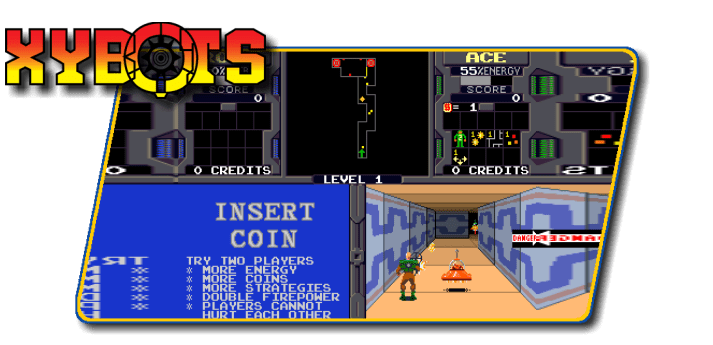 XYBOTS
ACE
55%ENERGY
SCORE
0
SCORE
0
8= 1
0 CREDITS
0 CREDITS
LEVEL 1
INSERT
COIN
TRY TWO PLAYERS
* MORE ENERGY
* MORE COINS
* MORE STRATEGIES
* DOUBLE FIREPOWER
* PLAYERS CANNOT
HURT EACH OTHER
DANGER